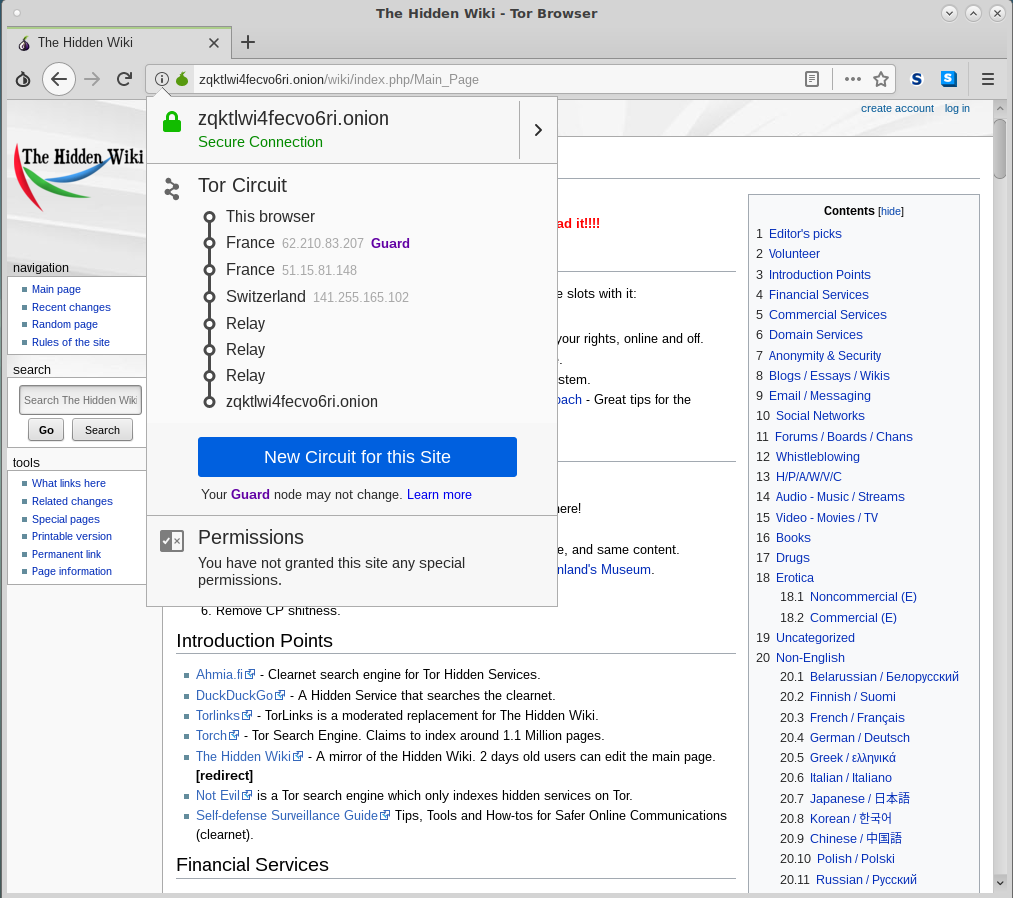 The Hidden Wiki - Tor Browser
The Hidden Wiki
zqktlwi4fecvo6ri.onion/wiki/index.php/Main_Page
create account log in
The Hidden Wiki
navigation
Main page
Recent changes
Random page
Rules of the site
search
Search The Hidden Wiki
Go Search
tools
What links here
Related changes
Special pages
Printable version
Permanent link
Page information
zqktlwi4fecvo6ri.onion
Secure Connection
Tor Circuit
This browser
France 62.210.83.207 Guard
France 51.15.81.148
Switzerland 141.255.165.102
Relay
Relay
Relay
zqktlwi4fecvo6ri.onion
New Circuit for this Site
Your Guard node may not change. Learn more
Permissions
You have not granted this site any special
permissions.
ad it!!!!
e slots with it:
your rights, online and off.
stem.
oach - Great tips for the
here!
e, and same content.
nland's Museum.
6. Remove CP shitness.
Introduction Points
Ahmia.fi - Clearnet search engine for Tor Hidden Services.
DuckDuckGo - A Hidden Service that searches the clearnet.
Torlinks - TorLinks is a moderated replacement for The Hidden Wiki.
Torch - Tor Search Engine. Claims to index around 1.1 Million pages.
The Hidden Wiki - A mirror of the Hidden Wiki. 2 days old users can edit the main page.
[redirect]
Not Evil is a Tor search engine which only indexes hidden services on Tor.
Self-defense Surveillance Guide Tips, Tools and How-tos for Safer Online Communications
(clearnet).
Financial Services
Contents [hide]
1 Editor's picks
2 Volunteer
3 Introduction Points
4 Financial Services
5 Commercial Services
6 Domain Services
7 Anonymity & Security
8 Blogs / Essays / Wikis
9 Email / Messaging
10 Social Networks
11 Forums / Boards / Chans
12 Whistleblowing
13 H/P/A/W/V/C
14 Audio - Music / Streams
15 Video - Movies / TV
16 Books
17 Drugs
18 Erotica
18.1 Noncommercial (E)
18.2 Commercial (E)
19 Uncategorized
20 Non-English
20.1 Belarussian / Белорусский
20.2 Finnish / Suomi
20.3 French / Français
20.4 German / Deutsch
20.5 Greek / ελληνικά
20.6 Italian / Italiano
20.7 Japanese / 日本語
20.8 Korean / 한국어
20.9 Chinese / 中国語
20.10 Polish / Polski
20.11 Russian / Русский